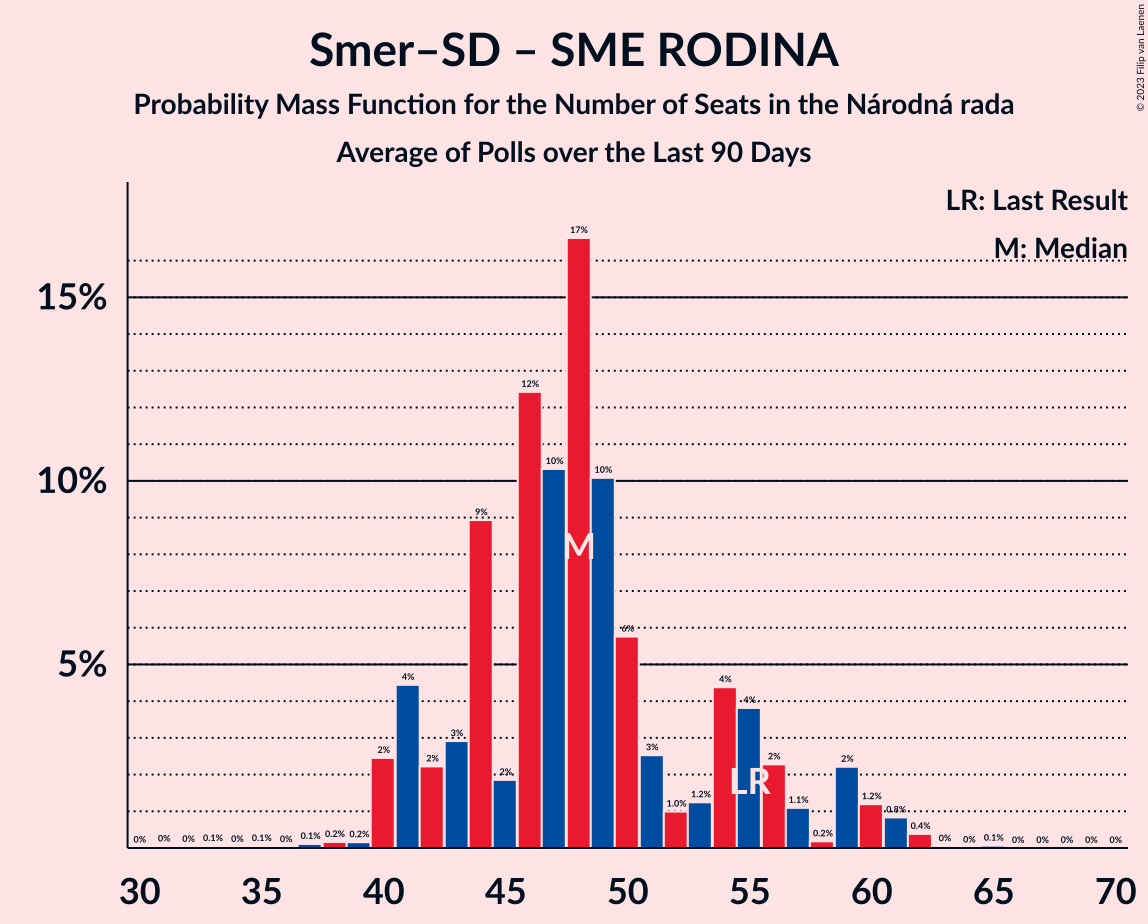 Smer–SD – SME RODINA
Probability Mass Function for the Number of Seats in the Národná rada
Average of Polls over the Last 90 Days
© 2023 Filip van Laenen
LR: Last Result
M: Median
15%
10%
5%
0% 0% 0% 0.1% 0% 0.1% 0% 0.1% 0.2% 0.2% 2% 4% 2% 3% 9% 2% 12% 10% 17% 10% 6% 3% 1.0% 1.2% 4% 4% 2% 1.1% 0.2% 2% 1.2% 0.8% 0.4% 0% 0% 0.1% 0% 0% 0% 0% 0%
M
LR
30 35 40 45 50 55 60 65 70